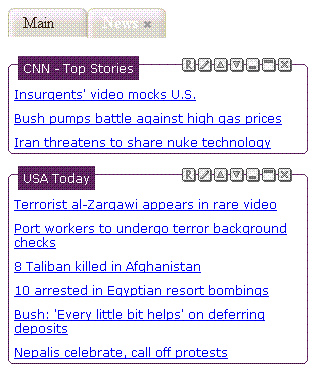 Main
News
CNN - Top Stories
Insurgents' video mocks U.S.
Bush pumps battle against high gas prices
Iran threatens to share nuke technology
USA Today
Terrorist al-Zarqawi appears in rare video
Port workers to undergo terror background
checks
8 Taliban killed in Afghanistan
10 arrested in Egyptian resort bombings
Bush: 'Every little bit helps' on deferring
deposits
Nepalis celebrate, call off protests